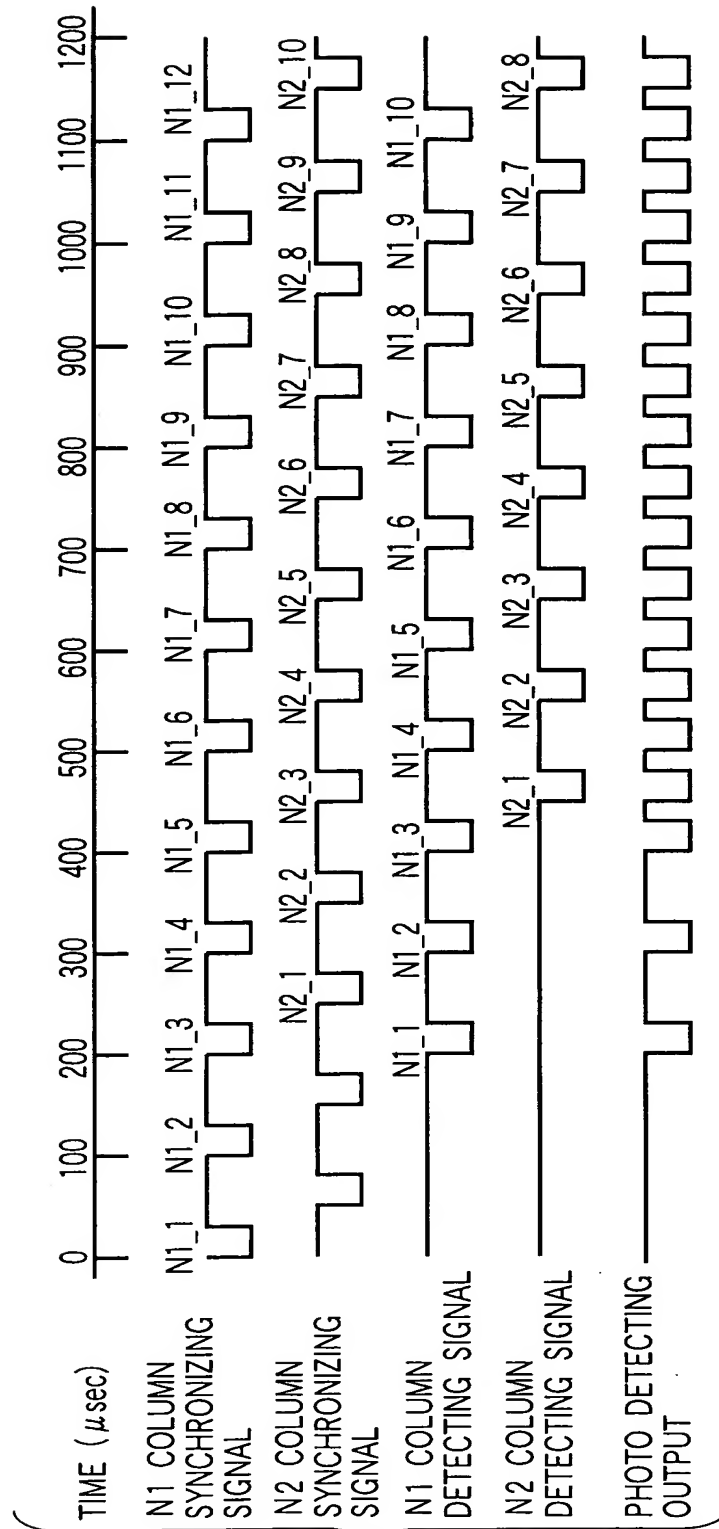 TIME (μsec)
0 100 200 300 400 500 600 700 800 900 1000 1100 1200
N1 COLUMN
SYNCHRONIZING
SIGNAL
N1_1 N1_2 N1_3 N1_4 N1_5 N1_6 N1_7 N1_8 N1_9 N1_10 N1_11 N1_12
N2 COLUMN
SYNCHRONIZING
SIGNAL
N2_1 N2_2 N2_3 N2_4 N2_5 N2_6 N2_7 N2_8 N2_9 N2_10
N1 COLUMN
DETECTING SIGNAL
N1_1 N1_2 N1_3 N1_4 N1_5 N1_6 N1_7 N1_8 N1_9 N1_10
N2 COLUMN
DETECTING SIGNAL
N2_1 N2_2 N2_3 N2_4 N2_5 N2_6 N2_7 N2_8
PHOTO DETECTING
OUTPUT